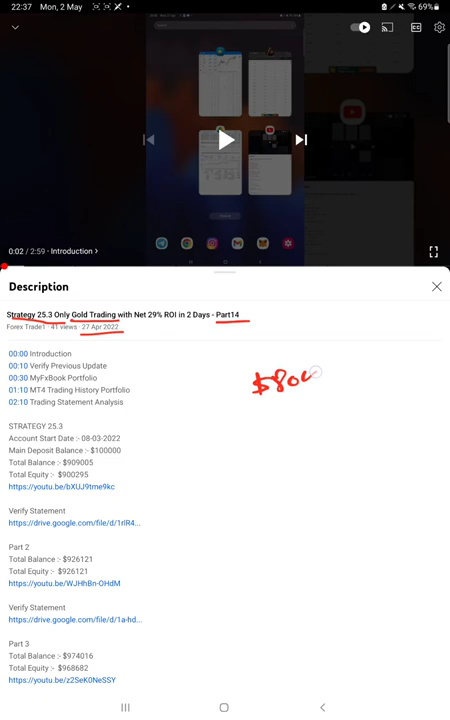 22:37 Mon, 2 May
69%
CC
0:02 / 2:59 · Introduction >
Description
Strategy 25.3 Only Gold Trading with Net 29% ROI in 2 Days - Part14
Forex Trade1 · 41 views · 27 Apr 2022
00:00 Introduction
00:10 Verify Previous Update
00:30 MyFxBook Portfolio
01:10 MT4 Trading History Portfolio
02:10 Trading Statement Analysis
$800
STRATEGY 25.3
Account Start Date :- 08-03-2022
Main Deposit Balance :- $100000
Total Balance :- $909005
Total Equity :- $900295
https://youtu.be/bXUJ9tme9kc
Verify Statement
https://drive.google.com/file/d/1rlR4...
Part 2
Total Balance :- $926121
Total Equity :- $926121
https://youtu.be/WJHhBn-OHdM
Verify Statement
https://drive.google.com/file/d/1a-hd...
Part 3
Total Balance :- $974016
Total Equity :- $968682
https://youtu.be/z2SeK0NeSSY